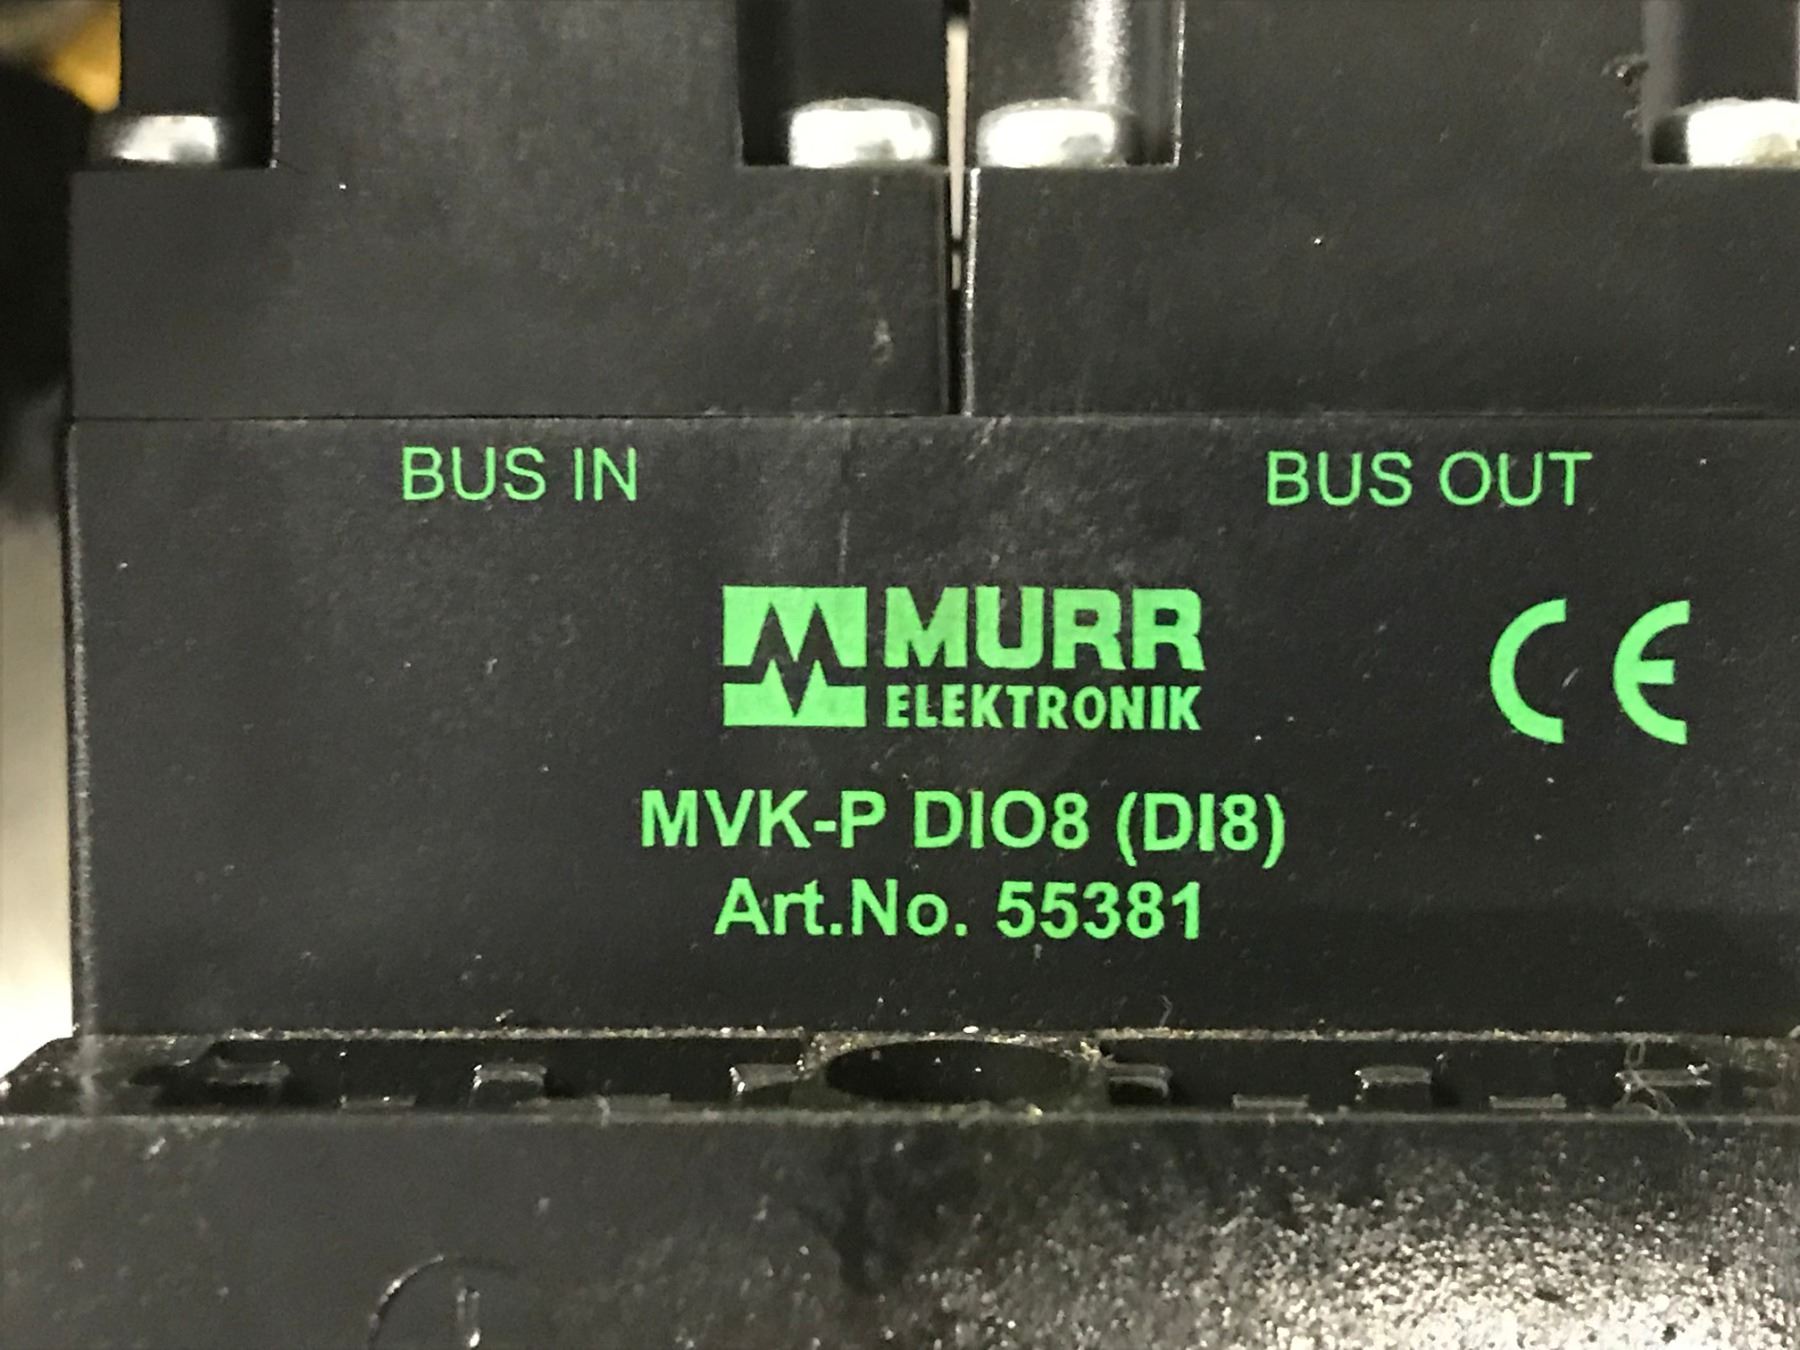 BUS IN
BUS OUT
MURR
ELEKTRONIK
CE
MVK-P DIO8 (DI8)
Art.No. 55381